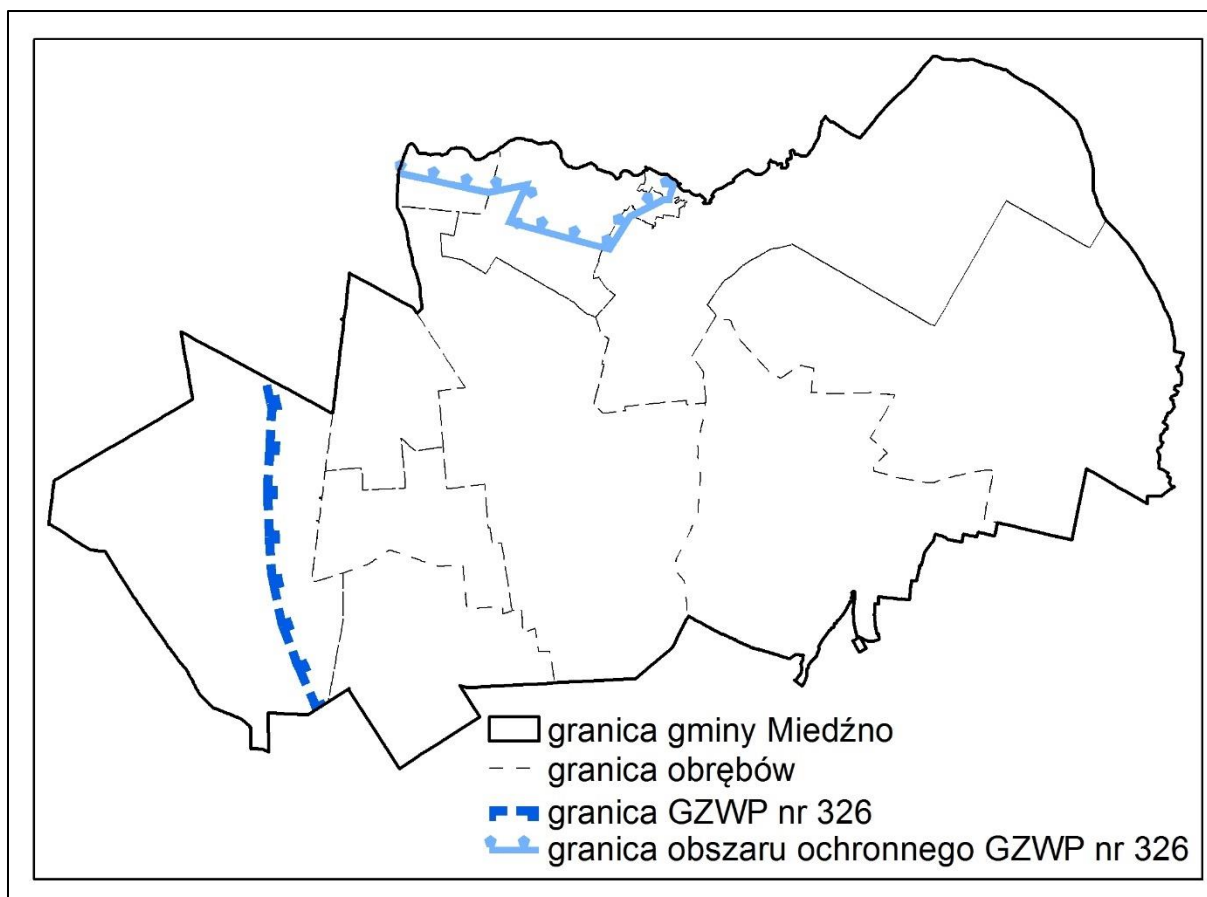 granica gminy Miedźno
granica obrębów
granica GZWP nr 326
granica obszaru ochronnego GZWP nr 326